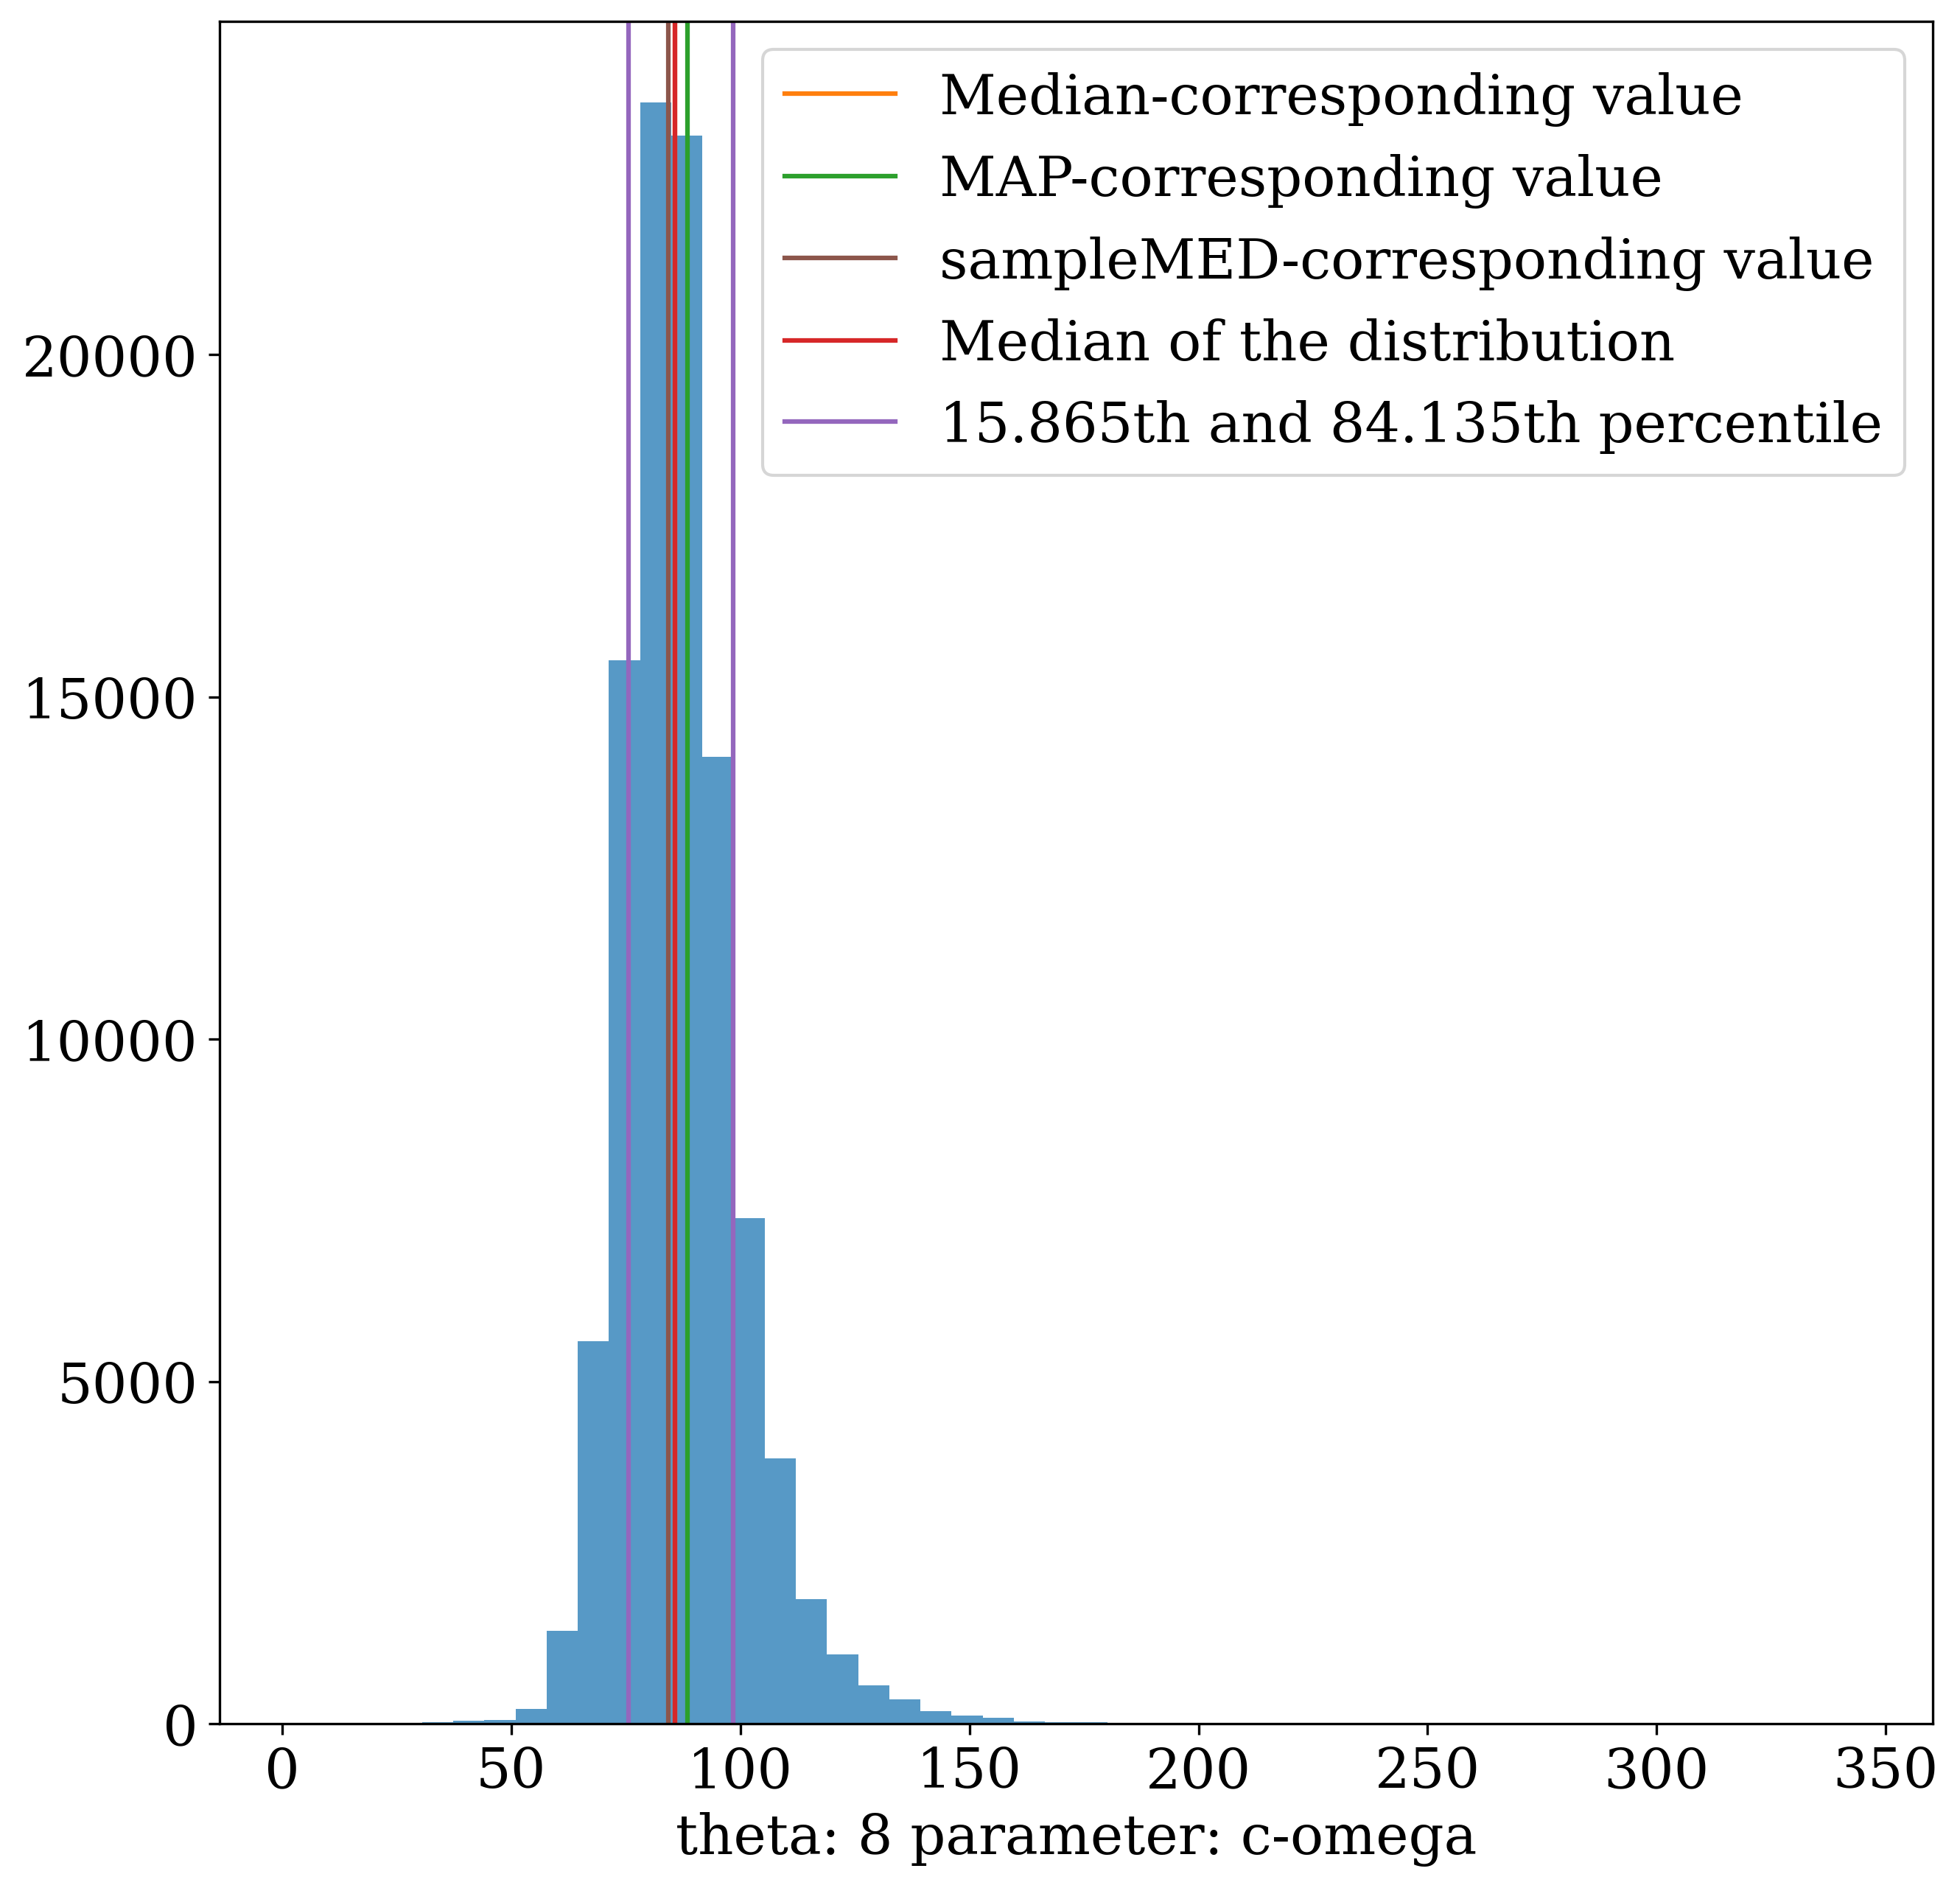 Median-corresponding value
MAP-corresponding value
sampleMED-corresponding value
Median of the distribution
15.865th and 84.135th percentile
20000
15000
10000
5000
0
0 50 100 150 200 250 300 350
theta: 8 parameter: c-omega